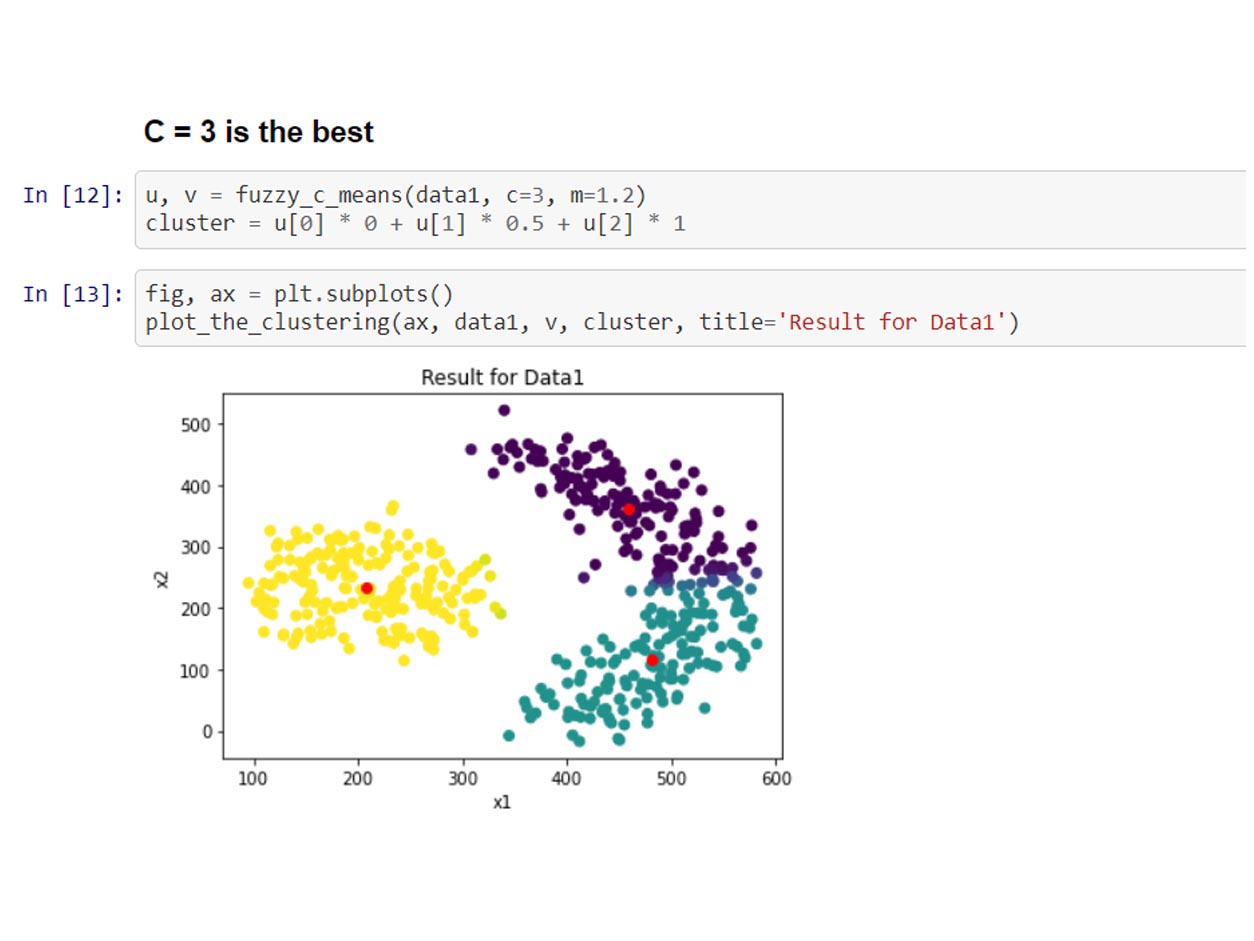 C = 3 is the best
In [12]:
u, v = fuzzy_c_means(data1, c=3, m=1.2)
cluster = u[0] * 0 + u[1] * 0.5 + u[2] * 1
In [13]:
fig, ax = plt.subplots()
plot_the_clustering(ax, data1, v, cluster, title='Result for Data1')
Result for Data1
500
400
300
200
100
0
x2
100 200 300 400 500 600
x1